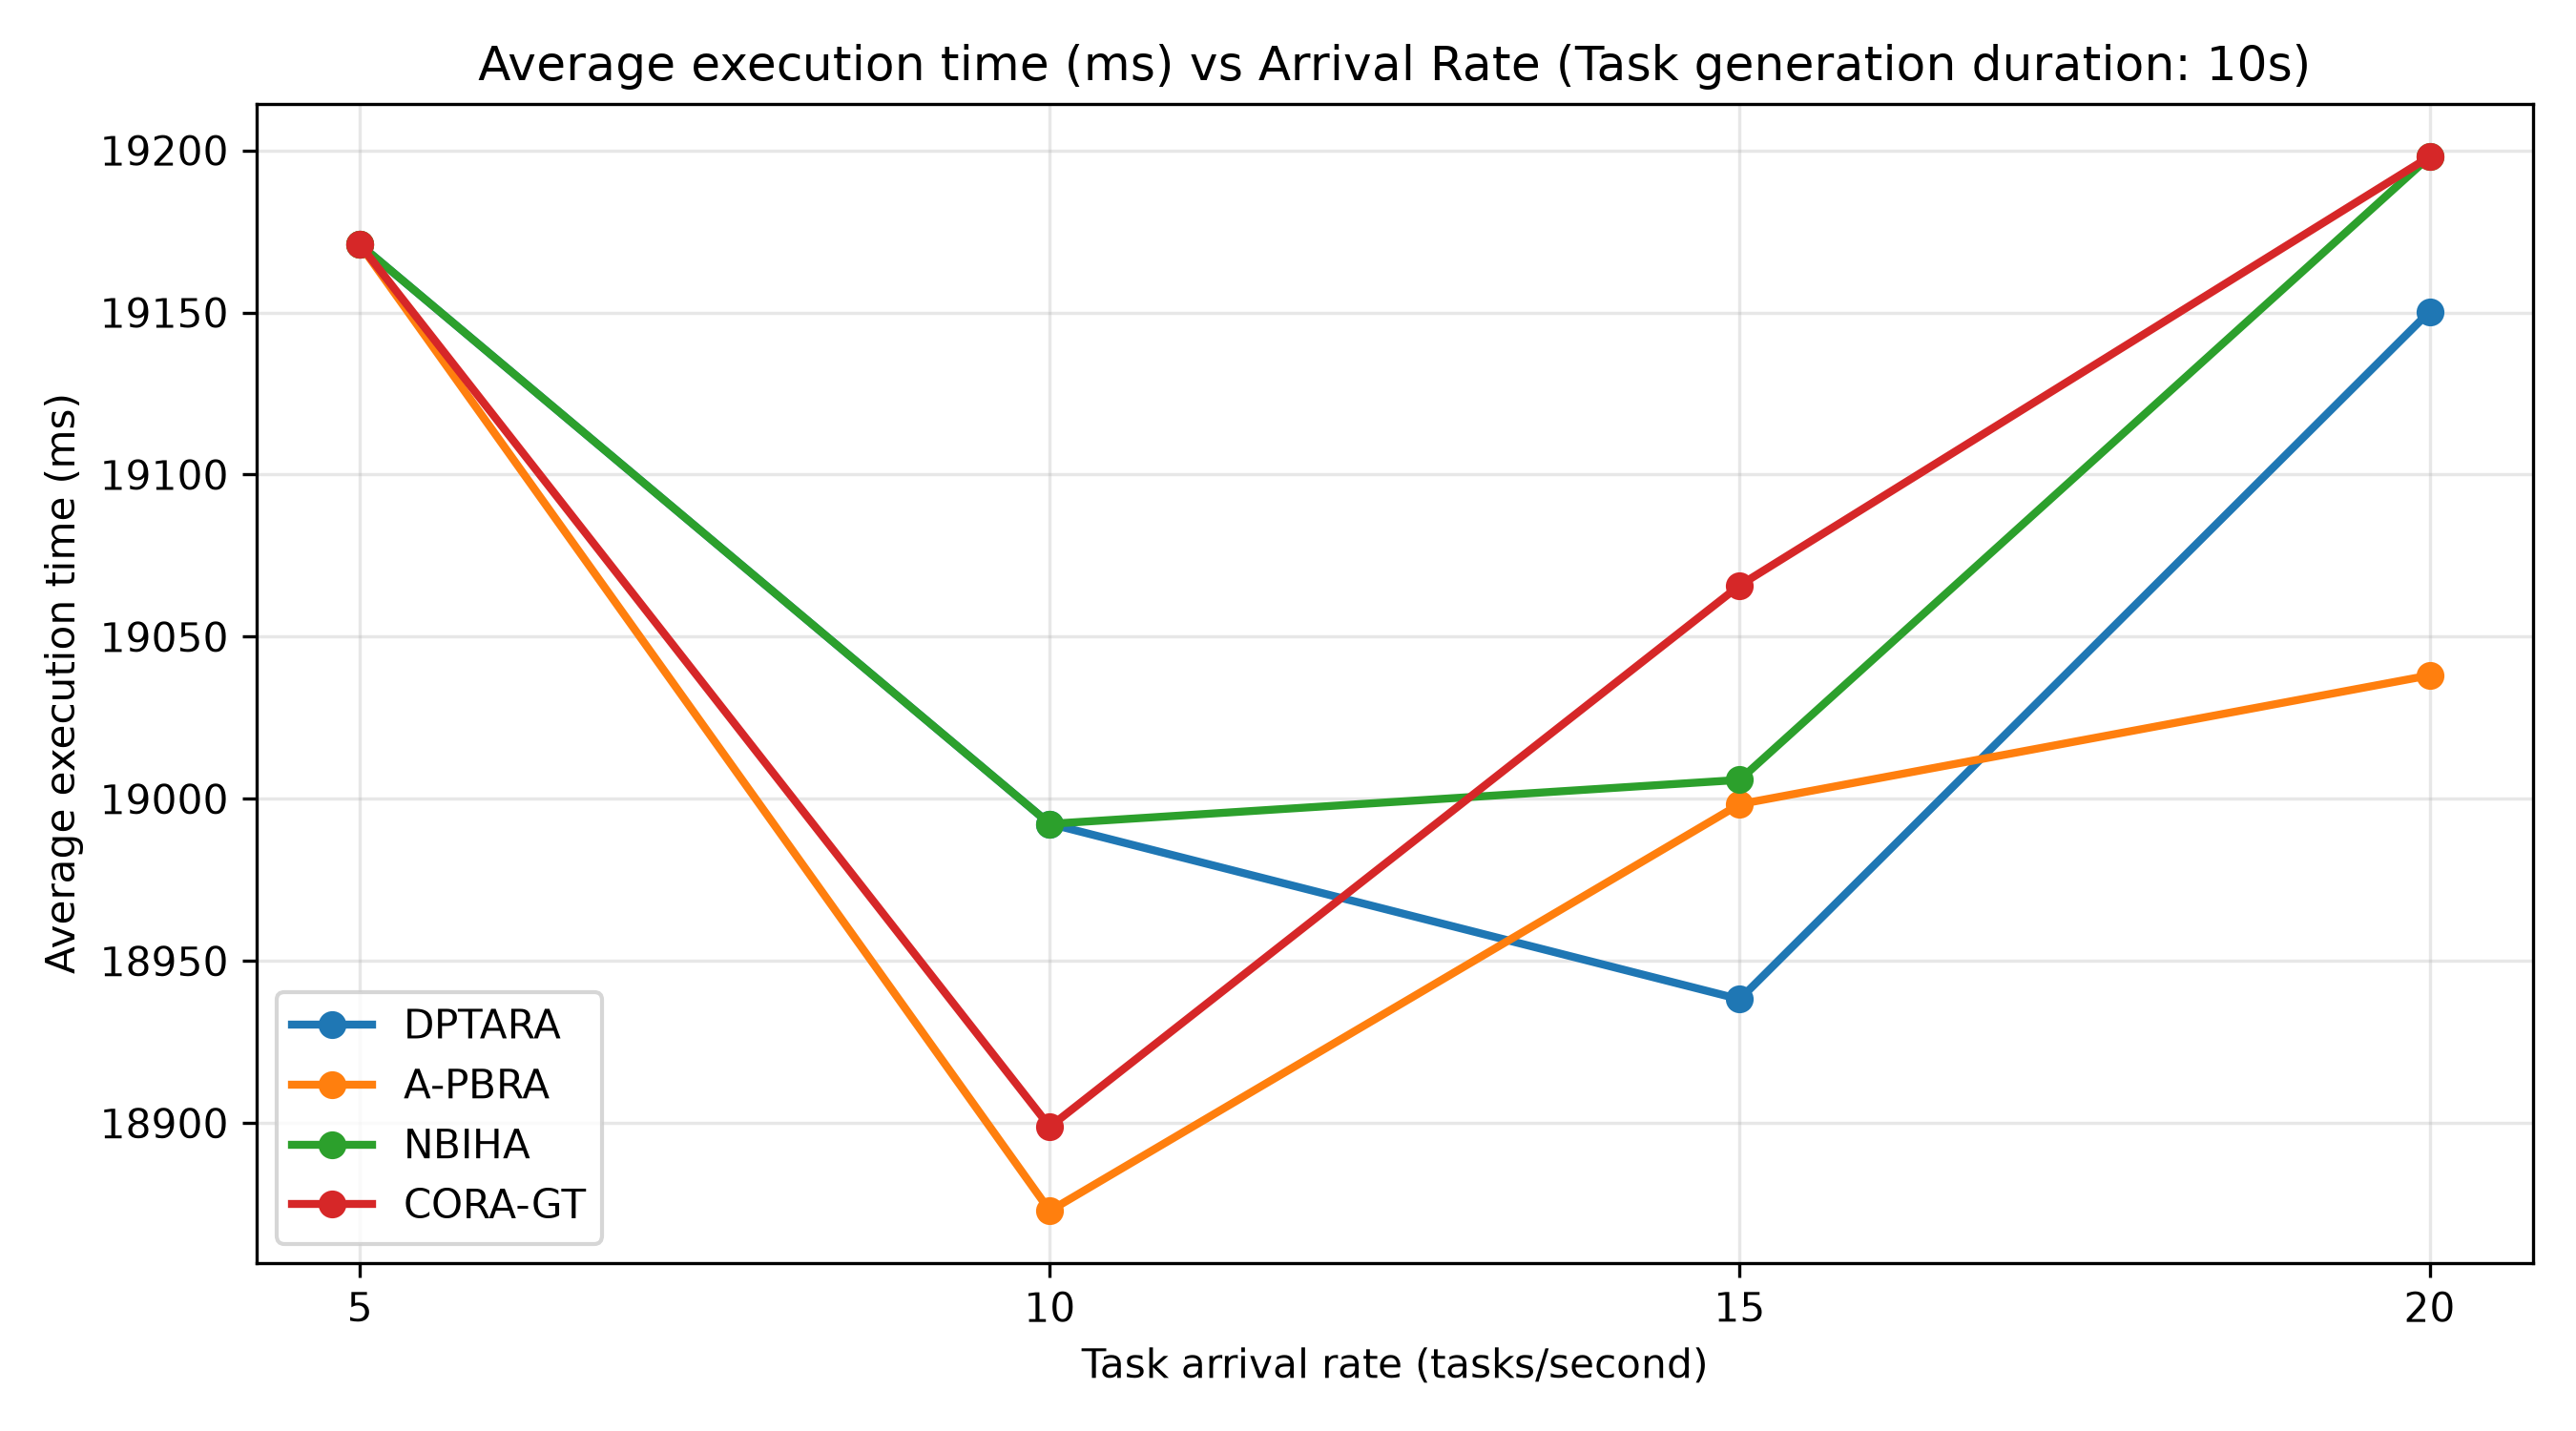 Average execution time (ms) vs Arrival Rate (Task generation duration: 10s)
Average execution time (ms)
19200
19150
19100
19050
19000
18950
18900
DPTARA
A-PBRA
NBIHA
CORA-GT
5
10
15
20
Task arrival rate (tasks/second)